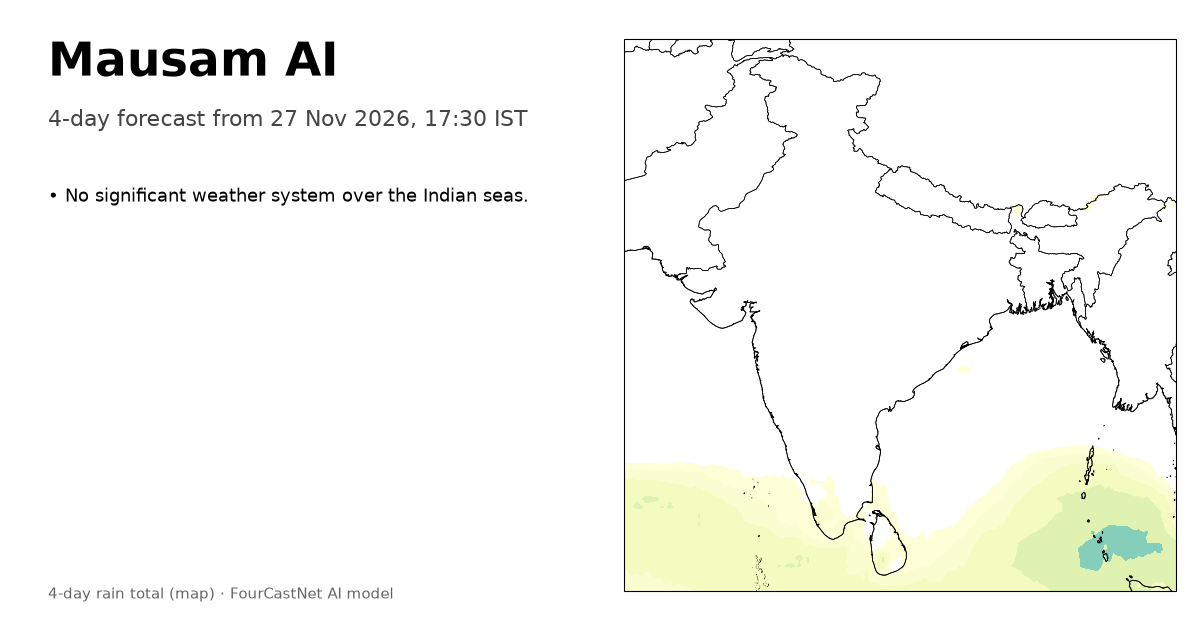 Mausam AI
4-day forecast from 27 Nov 2026, 17:30 IST
• No significant weather system over the Indian seas.
4-day rain total (map) · FourCastNet AI model